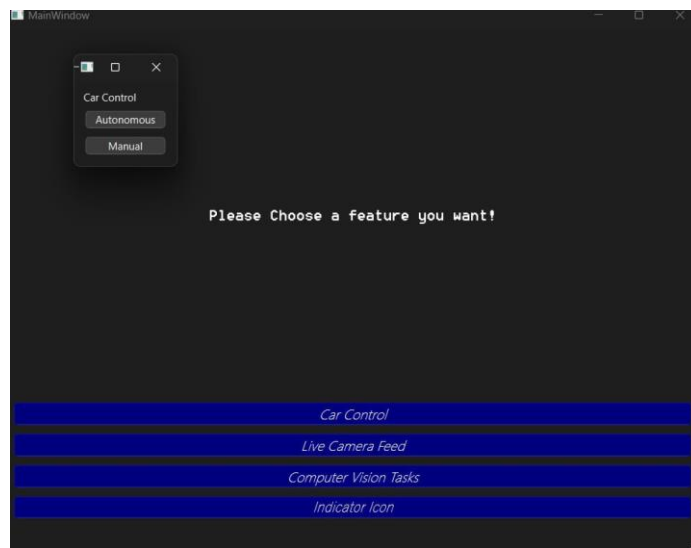 MainWindow
Car Control
Autonomous
Manual
Please Choose a feature you want!
Car Control
Live Camera Feed
Computer Vision Tasks
Indicator Icon